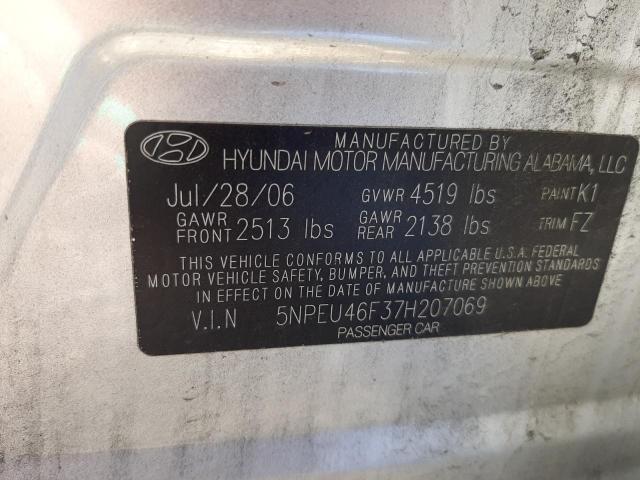 MANUFACTURED BY
HYUNDAI MOTOR MANUFACTURING ALABAMA, LLC
Jul/28/06 GVWR 4519 lbs PAINT K1
GAWR FRONT 2513 lbs GAWR REAR 2138 lbs TRIM FZ
THIS VEHICLE CONFORMS TO ALL APPLICABLE U.S.A. FEDERAL
MOTOR VEHICLE SAFETY, BUMPER, AND THEFT PREVENTION STANDARDS
IN EFFECT ON THE DATE OF MANUFACTURE SHOWN ABOVE
V.I.N 5NPEU46F37H207069
PASSENGER CAR